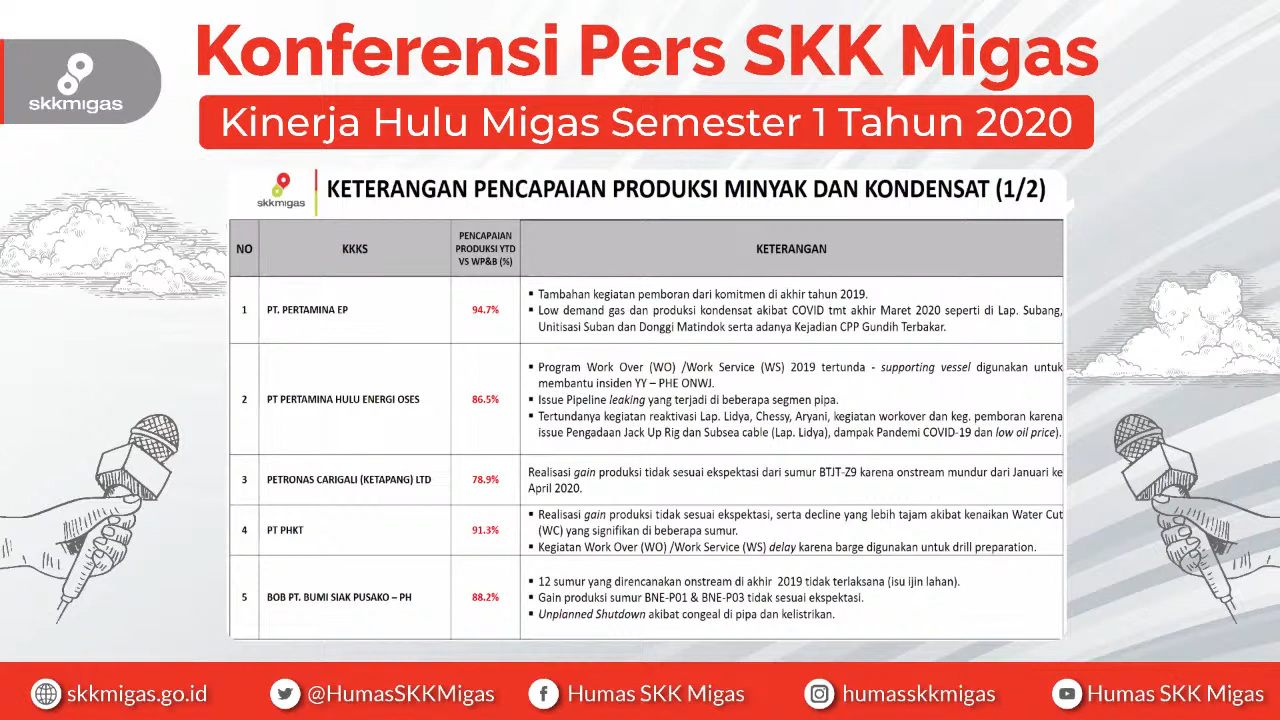 Konferensi Pers SKK Migas
skkmigas
Kinerja Hulu Migas Semester 1 Tahun 2020
skkmigas
KETERANGAN PENCAPAIAN PRODUKSI MINYAK DAN KONDENSAT (1/2)
NO
KKKS
PENCAPAIAN
PRODUKSI YTD
VS WP&B (%)
KETERANGAN
1
PT. PERTAMINA EP
94.7%
▪ Tambahan kegiatan pemboran dari komitmen di akhir tahun 2019.
▪ Low demand gas dan produksi kondensat akibat COVID tmt akhir Maret 2020 seperti di Lap. Subang,
Unitisasi Suban dan Donggi Matindok serta adanya Kejadian CPP Gundih Terbakar.
2
PT PERTAMINA HULU ENERGI OSES
86.5%
▪ Program Work Over (WO) /Work Service (WS) 2019 tertunda - supporting vessel digunakan untuk
membantu insiden YY – PHE ONWJ.
▪ Issue Pipeline leaking yang terjadi di beberapa segmen pipa.
▪ Tertundanya kegiatan reaktivasi Lap. Lidya, Chessy, Aryani, kegiatan workover dan keg. pemboran karena
issue Pengadaan Jack Up Rig dan Subsea cable (Lap. Lidya), dampak Pandemi COVID-19 dan low oil price).
3
PETRONAS CARIGALI (KETAPANG) LTD
78.9%
Realisasi gain produksi tidak sesuai ekspektasi dari sumur BTJT-Z9 karena onstream mundur dari Januari ke
April 2020.
4
PT PHKT
91.3%
▪ Realisasi gain produksi tidak sesuai ekspektasi, serta decline yang lebih tajam akibat kenaikan Water Cut
(WC) yang signifikan di beberapa sumur.
▪ Kegiatan Work Over (WO) /Work Service (WS) delay karena barge digunakan untuk drill preparation.
5
BOB PT. BUMI SIAK PUSAKO – PH
88.2%
▪ 12 sumur yang direncanakan onstream di akhir 2019 tidak terlaksana (isu ijin lahan).
▪ Gain produksi sumur BNE-P01 & BNE-P03 tidak sesuai ekspektasi.
▪ Unplanned Shutdown akibat congeal di pipa dan kelistrikan.
skkmigas.go.id
@HumasSKKMigas
Humas SKK Migas
humasskkmigas
Humas SKK Migas